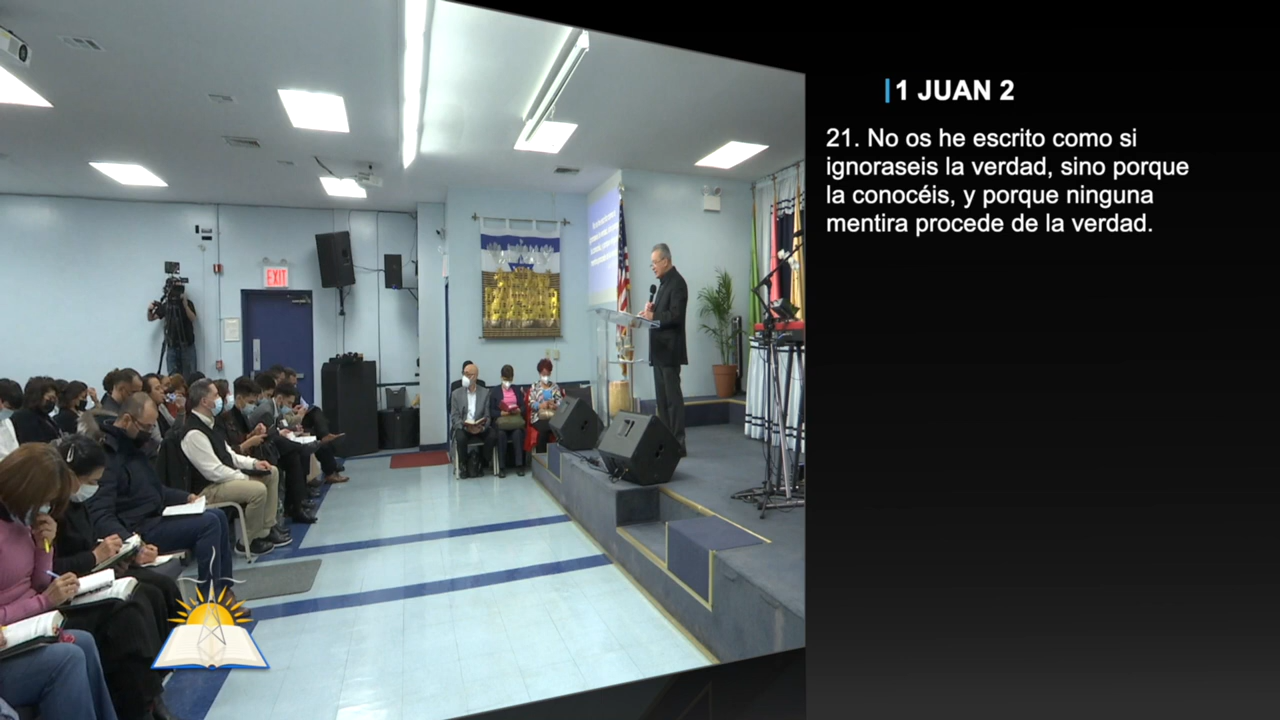 1 JUAN 2
21. No os he escrito como si
ignoraseis la verdad, sino porque
la conocéis, y porque ninguna
mentira procede de la verdad.
EXIT